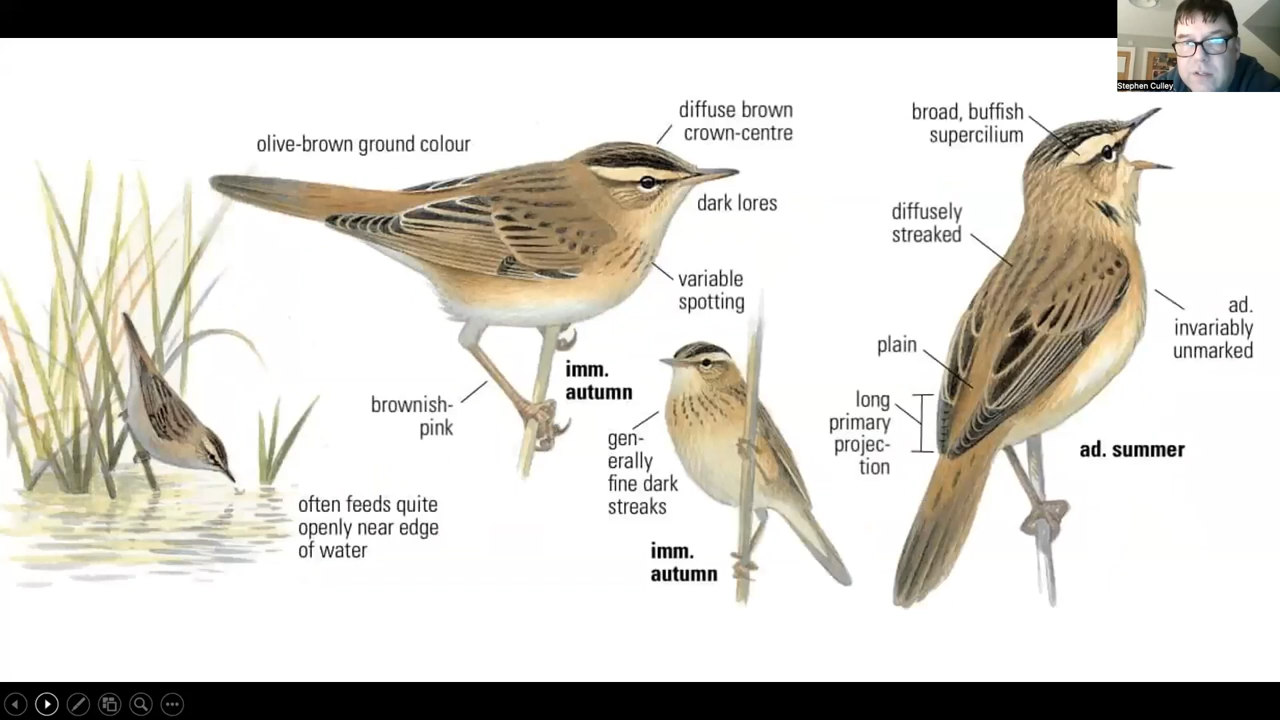 Stephen Culley
diffuse brown
crown-centre
olive-brown ground colour
dark lores
variable
spotting
imm.
autumn
brownish-
pink
often feeds quite
openly near edge
of water
gen-
erally
fine dark
streaks
imm.
autumn
broad, buffish
supercilium
diffusely
streaked
plain
long
primary
projec-
tion
ad.
invariably
unmarked
ad. summer